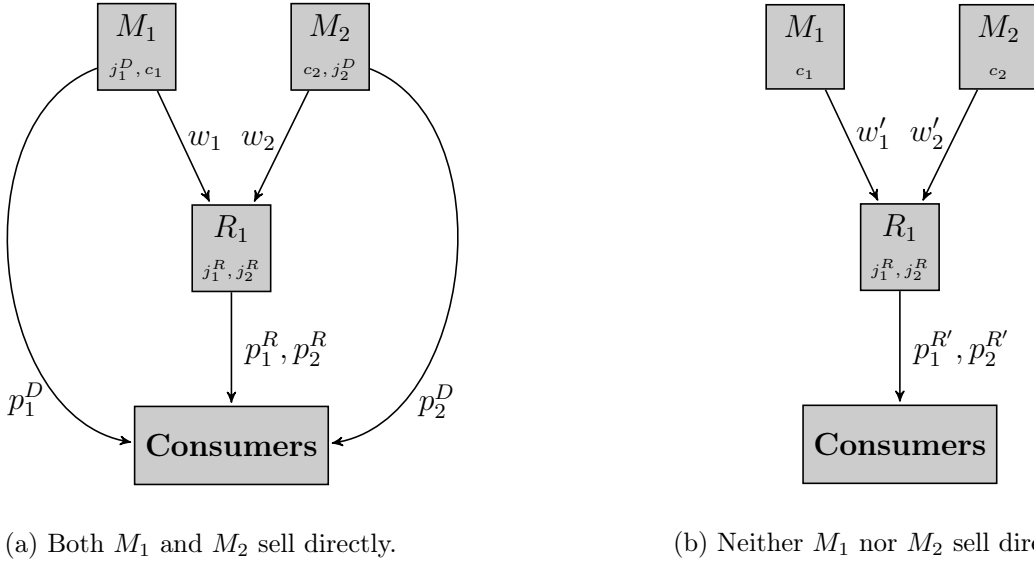 M₁ M₂ M₁ M₂
j₁ᴰ, c₁ c₂, j₂ᴰ c₁ c₂
w₁ w₂ w′₁ w′₂
R₁ R₁
j₁ᴿ, j₂ᴿ j₁ᴿ, j₂ᴿ
p₁ᴿ, p₂ᴿ p₁ᴿ′, p₂ᴿ′
p₁ᴰ p₂ᴰ
Consumers Consumers
(a) Both M₁ and M₂ sell directly. (b) Neither M₁ nor M₂ sell dire